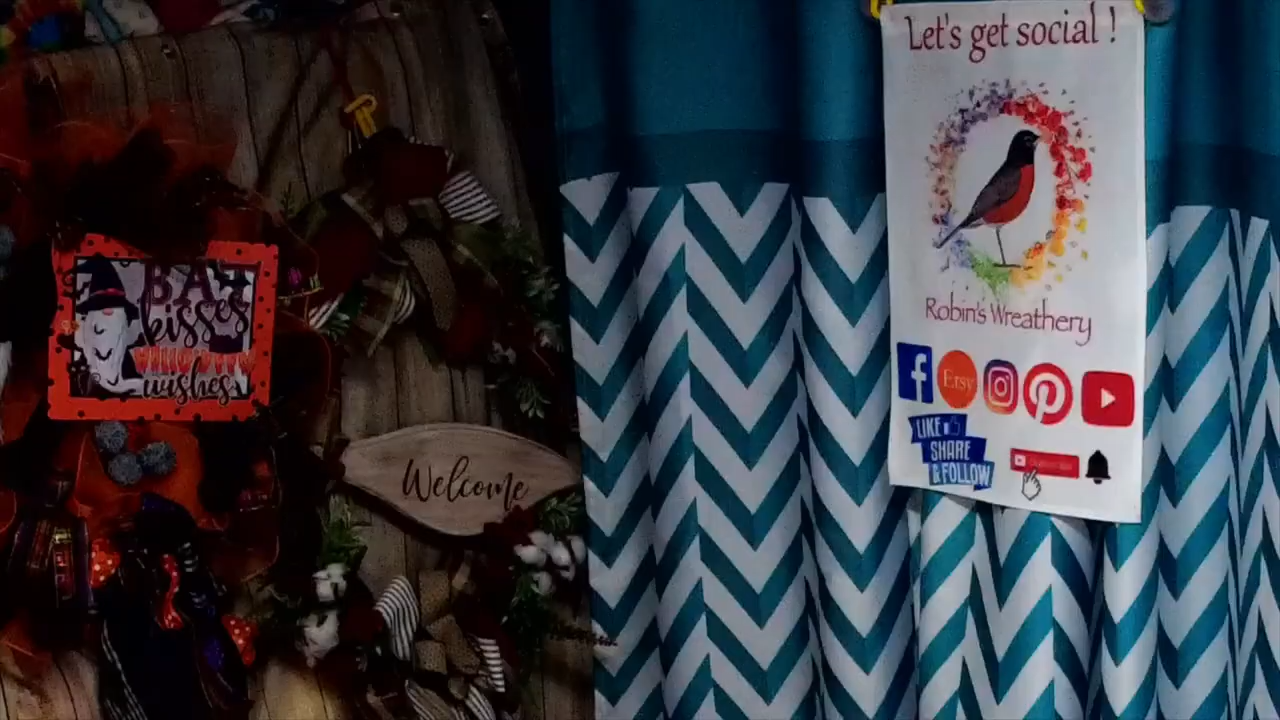 Let's get social !
BAT
kisses
wishes
Welcome
Robin's Wreathery
Etsy
LIKE
SHARE
& FOLLOW